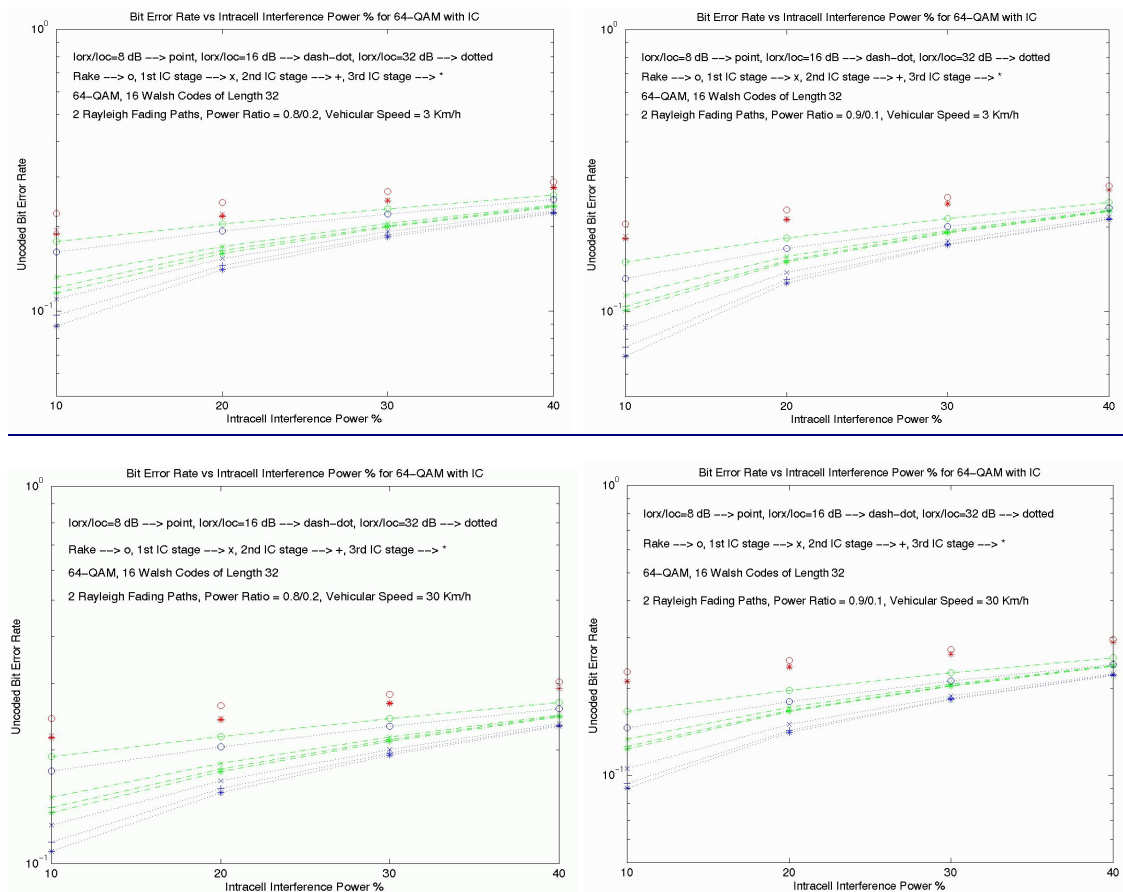 Bit Error Rate vs Intracell Interference Power % for 64-QAM with IC
10^0
Iorx/Ioc=8 dB --> point, Iorx/Ioc=16 dB --> dash-dot, Iorx/Ioc=32 dB --> dotted
Rake --> o, 1st IC stage --> x, 2nd IC stage --> +, 3rd IC stage --> *
64-QAM, 16 Walsh Codes of Length 32
2 Rayleigh Fading Paths, Power Ratio = 0.8/0.2, Vehicular Speed = 3 Km/h
Uncoded Bit Error Rate
10^-1
10 20 30 40
Intracell Interference Power %
Bit Error Rate vs Intracell Interference Power % for 64-QAM with IC
10^0
Iorx/Ioc=8 dB --> point, Iorx/Ioc=16 dB --> dash-dot, Iorx/Ioc=32 dB --> dotted
Rake --> o, 1st IC stage --> x, 2nd IC stage --> +, 3rd IC stage --> *
64-QAM, 16 Walsh Codes of Length 32
2 Rayleigh Fading Paths, Power Ratio = 0.9/0.1, Vehicular Speed = 3 Km/h
Uncoded Bit Error Rate
10^-1
10 20 30 40
Intracell Interference Power %
Bit Error Rate vs Intracell Interference Power % for 64-QAM with IC
10^0
Iorx/Ioc=8 dB --> point, Iorx/Ioc=16 dB --> dash-dot, Iorx/Ioc=32 dB --> dotted
Rake --> o, 1st IC stage --> x, 2nd IC stage --> +, 3rd IC stage --> *
64-QAM, 16 Walsh Codes of Length 32
2 Rayleigh Fading Paths, Power Ratio = 0.8/0.2, Vehicular Speed = 30 Km/h
Uncoded Bit Error Rate
10^-1
10 20 30 40
Intracell Interference Power %
Bit Error Rate vs Intracell Interference Power % for 64-QAM with IC
10^0
Iorx/Ioc=8 dB --> point, Iorx/Ioc=16 dB --> dash-dot, Iorx/Ioc=32 dB --> dotted
Rake --> o, 1st IC stage --> x, 2nd IC stage --> +, 3rd IC stage --> *
64-QAM, 16 Walsh Codes of Length 32
2 Rayleigh Fading Paths, Power Ratio = 0.9/0.1, Vehicular Speed = 30 Km/h
Uncoded Bit Error Rate
10^-1
10 20 30 40
Intracell Interference Power %